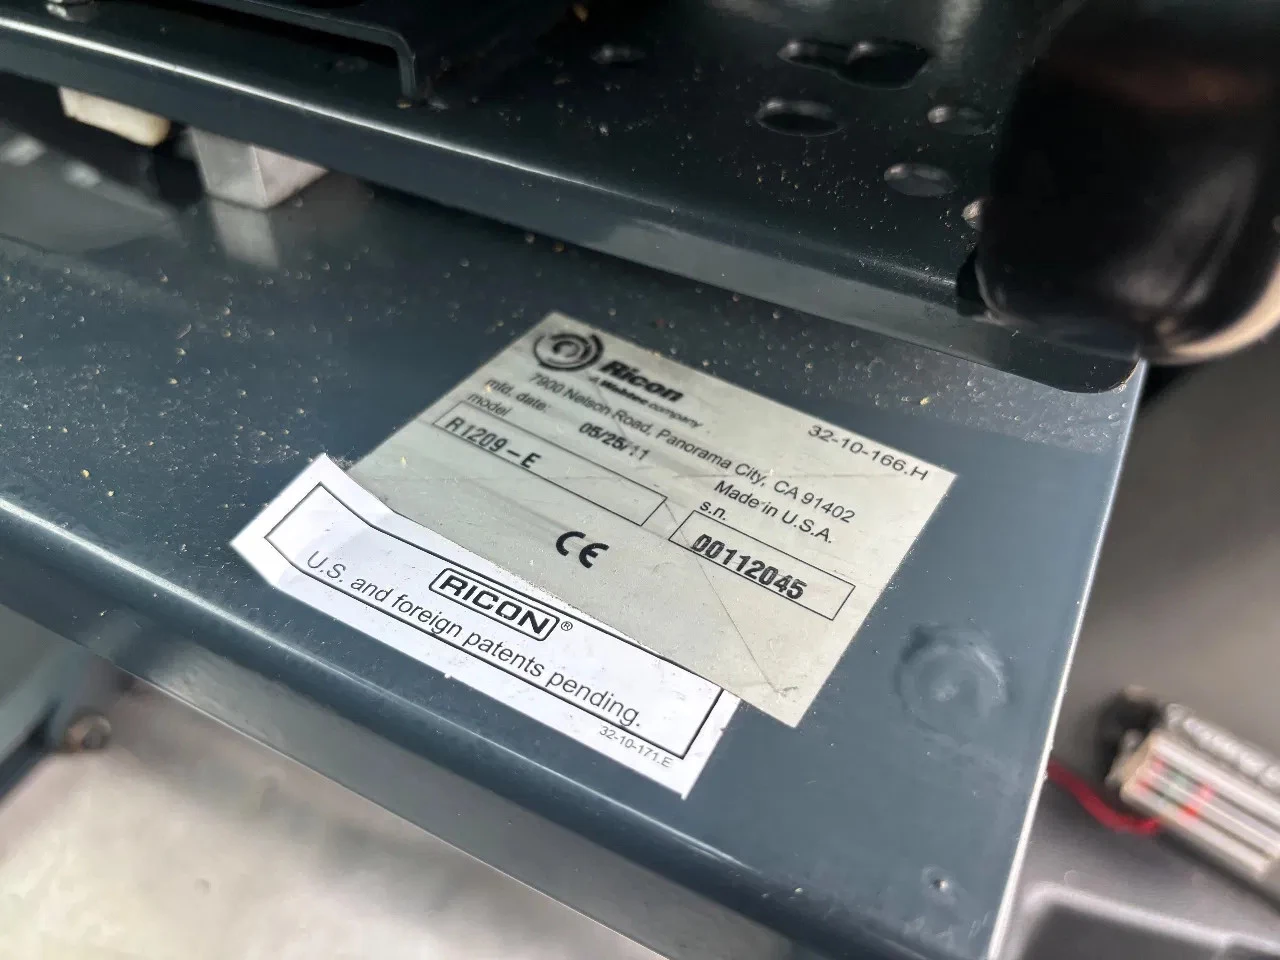 Ricon
A Wabtec company
32-10-166.H
7900 Nelson Road, Panorama City, CA 91402
mfd. date: 05/25/11 Made in U.S.A.
model s.n.
R1209-E 00112045
CE
RICON®
U.S. and foreign patents pending.
32-10-171.E